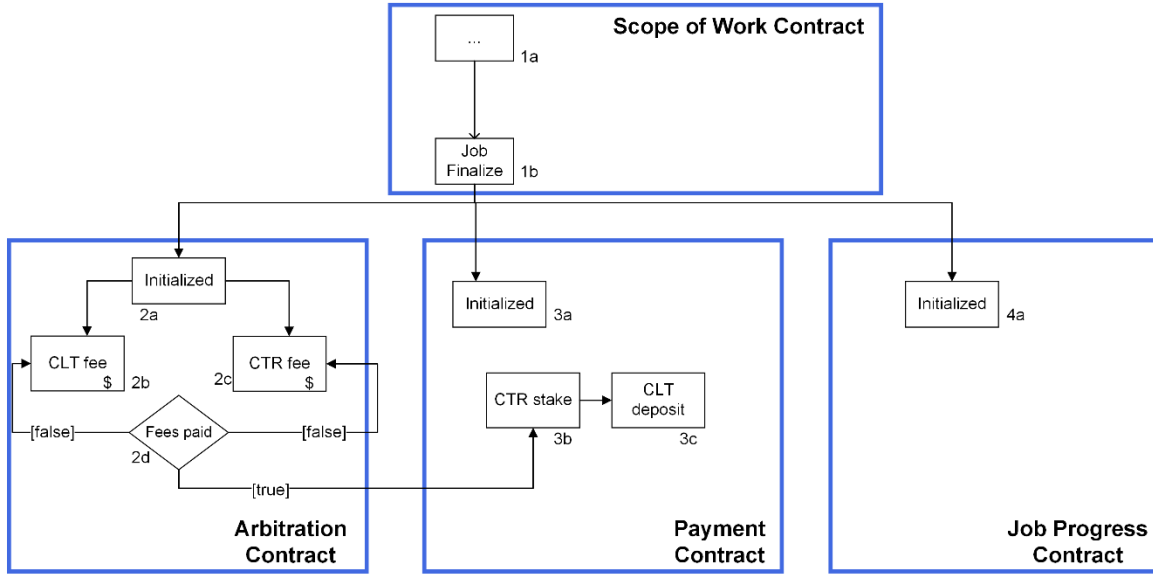 Scope of Work Contract
...
1a
Job
Finalize
1b
Initialized
2a
CLT fee
$
2b
CTR fee
$
2c
Fees paid
2d
[false]
[false]
[true]
Arbitration
Contract
Initialized
3a
CTR stake
3b
CLT
deposit
3c
Payment
Contract
Initialized
4a
Job Progress
Contract